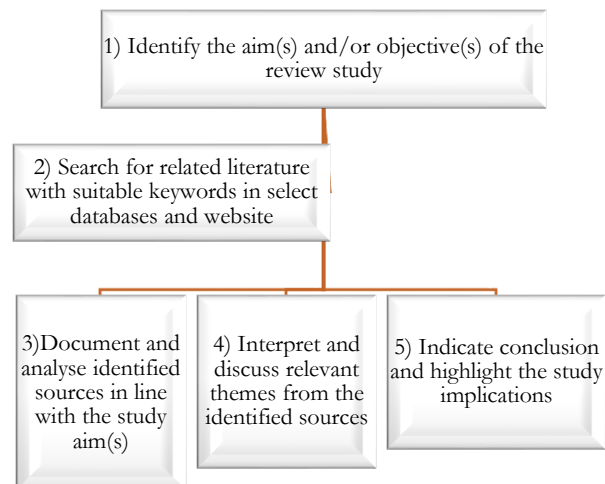 1) Identify the aim(s) and/or objective(s) of the
review study
2) Search for related literature
with suitable keywords in select
databases and website
3)Document and
analyse identified
sources in line
with the study
aim(s)
4) Interpret and
discuss relevant
themes from the
identified sources
5) Indicate conclusion
and highlight the study
implications